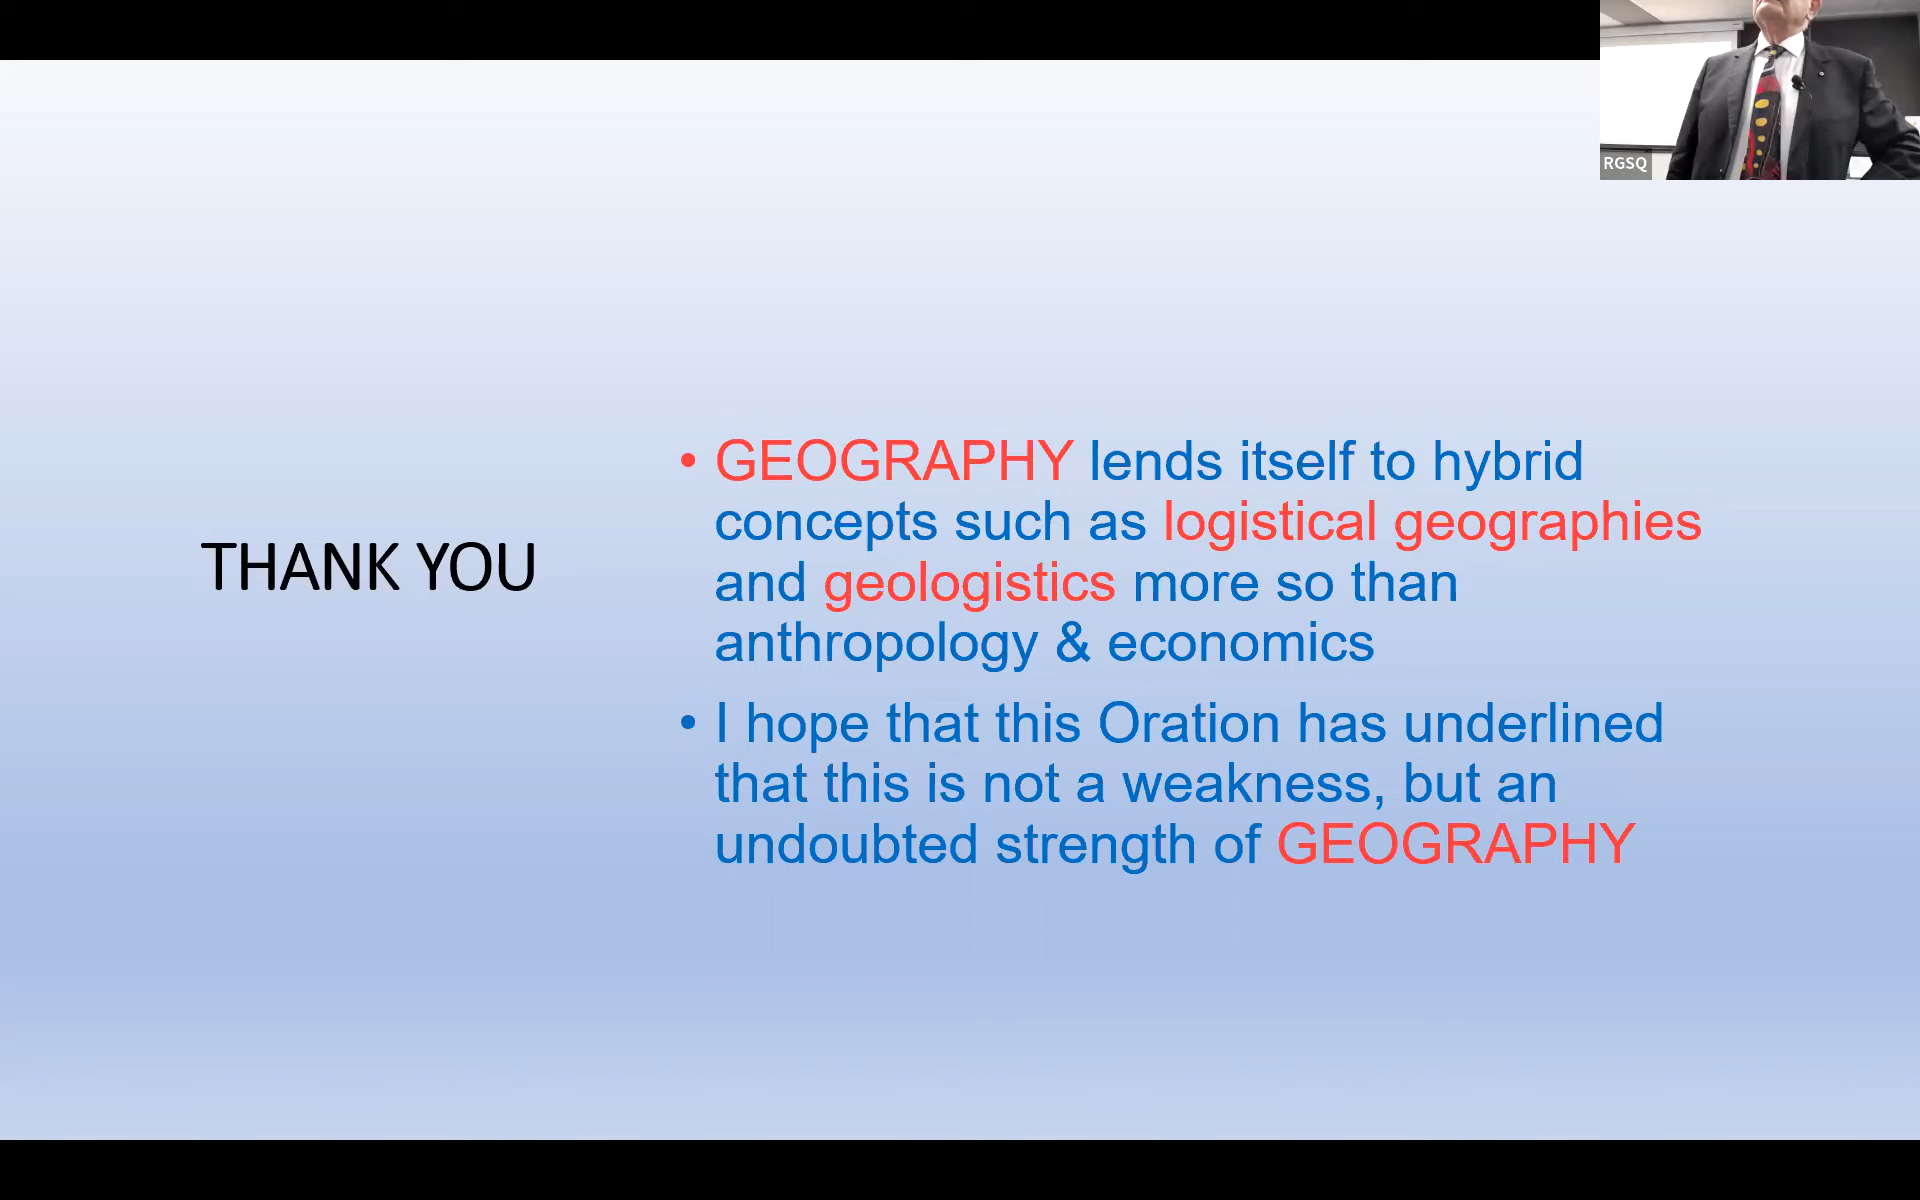 RGSQ
THANK YOU
• GEOGRAPHY lends itself to hybrid
concepts such as logistical geographies
and geologistics more so than
anthropology & economics
• I hope that this Oration has underlined
that this is not a weakness, but an
undoubted strength of GEOGRAPHY